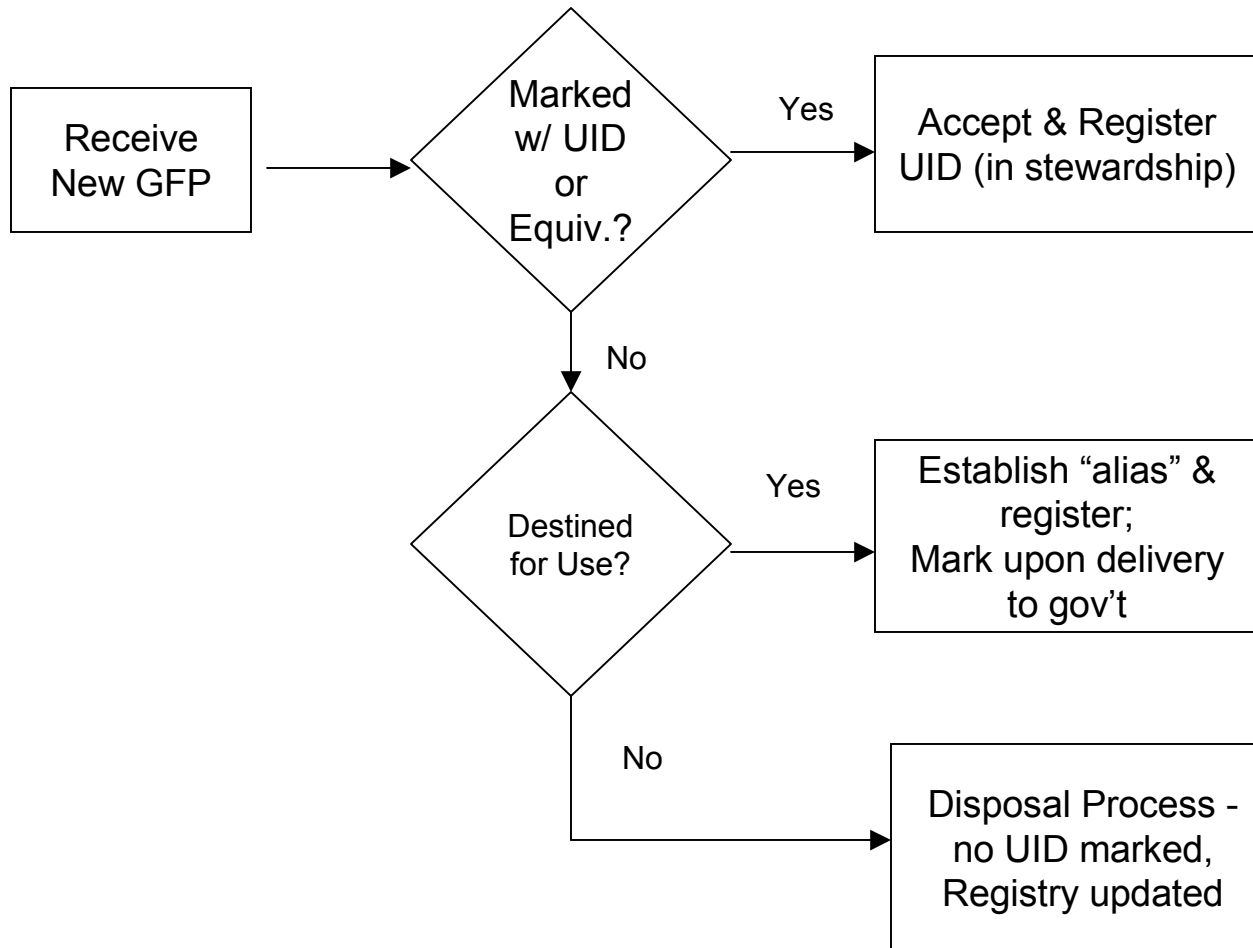 Receive
New GFP
Marked
w/ UID
or
Equiv.?
Yes
Accept & Register
UID (in stewardship)
No
Destined
for Use?
Yes
Establish “alias” &
register;
Mark upon delivery
to gov’t
No
Disposal Process -
no UID marked,
Registry updated